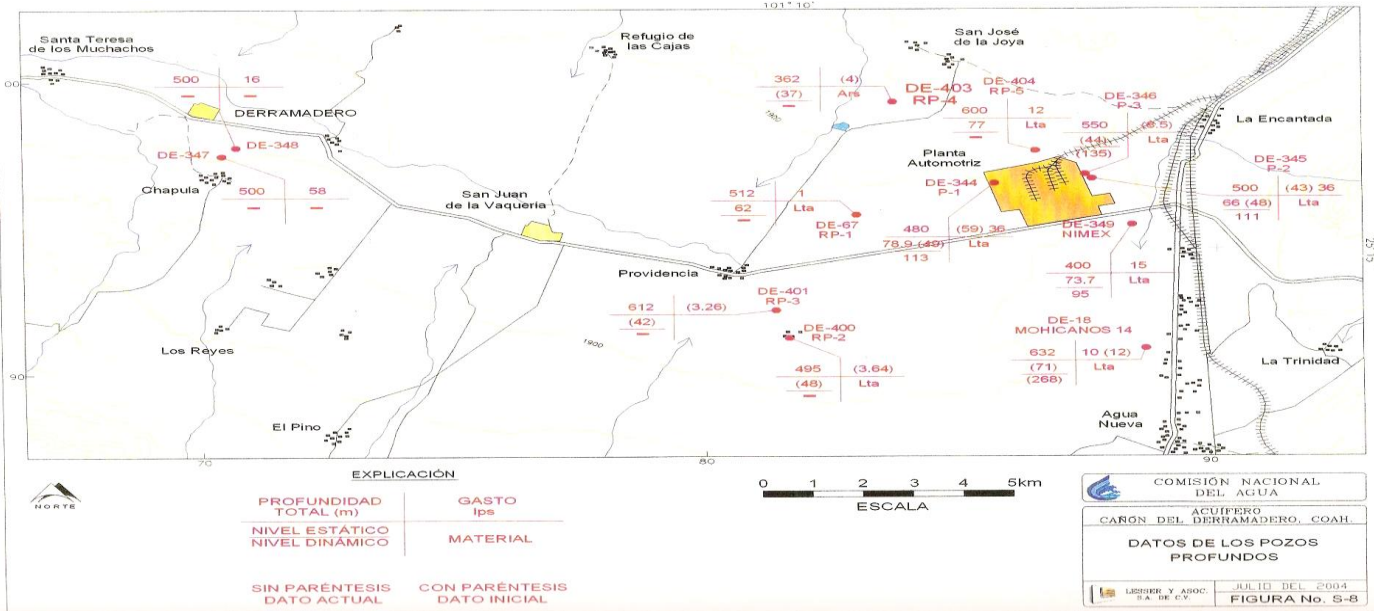 101° 10'
Santa Teresa
de los Muchachos
Refugio de
las Cajas
San José
de la Joya
500 16
DERRAMADERO
00
362 (4)
(37) Ars
DE-403
RP-4
1900
DE-404
RP-5
600 12
77 Lta
DE-346
P-3
550 (6.5)
(44) Lta
(135)
La Encantada
DE-347
DE-348
Chapula
500 58
San Juan
de la Vaquería
512 1
62 Lta
DE-67
RP-1
Planta
Automotriz
DE-344
P-1
480 (59) 36
78.9 (49) Lta
113
DE-345
P-2
500 (43) 36
66 (48) Lta
111
DE-349
NIMEX
400 15
73.7 Lta
95
25° 15'
Providencia
612 (3.26)
(42)
DE-401
RP-3
DE-400
RP-2
495 (3.64)
(48) Lta
1900
DE-18
MOHICANOS 14
632 10 (12)
(71) Lta
(268)
Los Reyes
La Trinidad
90
El Pino
Agua
Nueva
70
80
90
NORTE
EXPLICACIÓN
PROFUNDIDAD
TOTAL (m)
GASTO
lps
NIVEL ESTÁTICO
NIVEL DINÁMICO
MATERIAL
SIN PARÉNTESIS
DATO ACTUAL
CON PARÉNTESIS
DATO INICIAL
0 1 2 3 4 5km
ESCALA
COMISIÓN NACIONAL
DEL AGUA
ACUÍFERO
CAÑÓN DEL DERRAMADERO, COAH.
DATOS DE LOS POZOS
PROFUNDOS
LESSER Y ASOC.
S.A. DE C.V.
JULIO DEL 2004
FIGURA No. S-8